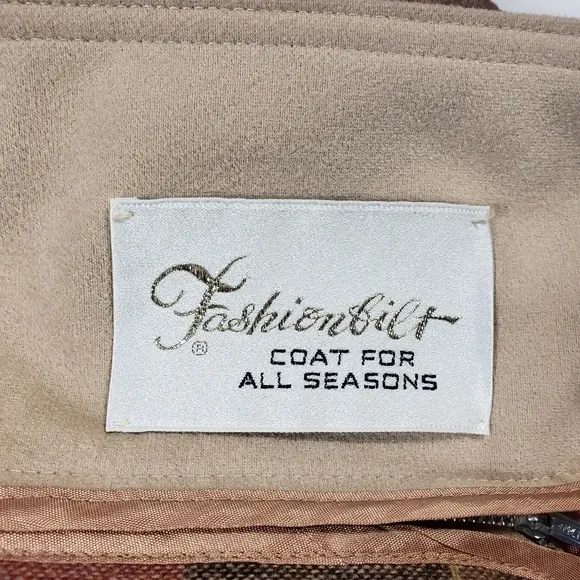 Fashionbilt
®
COAT FOR
ALL SEASONS